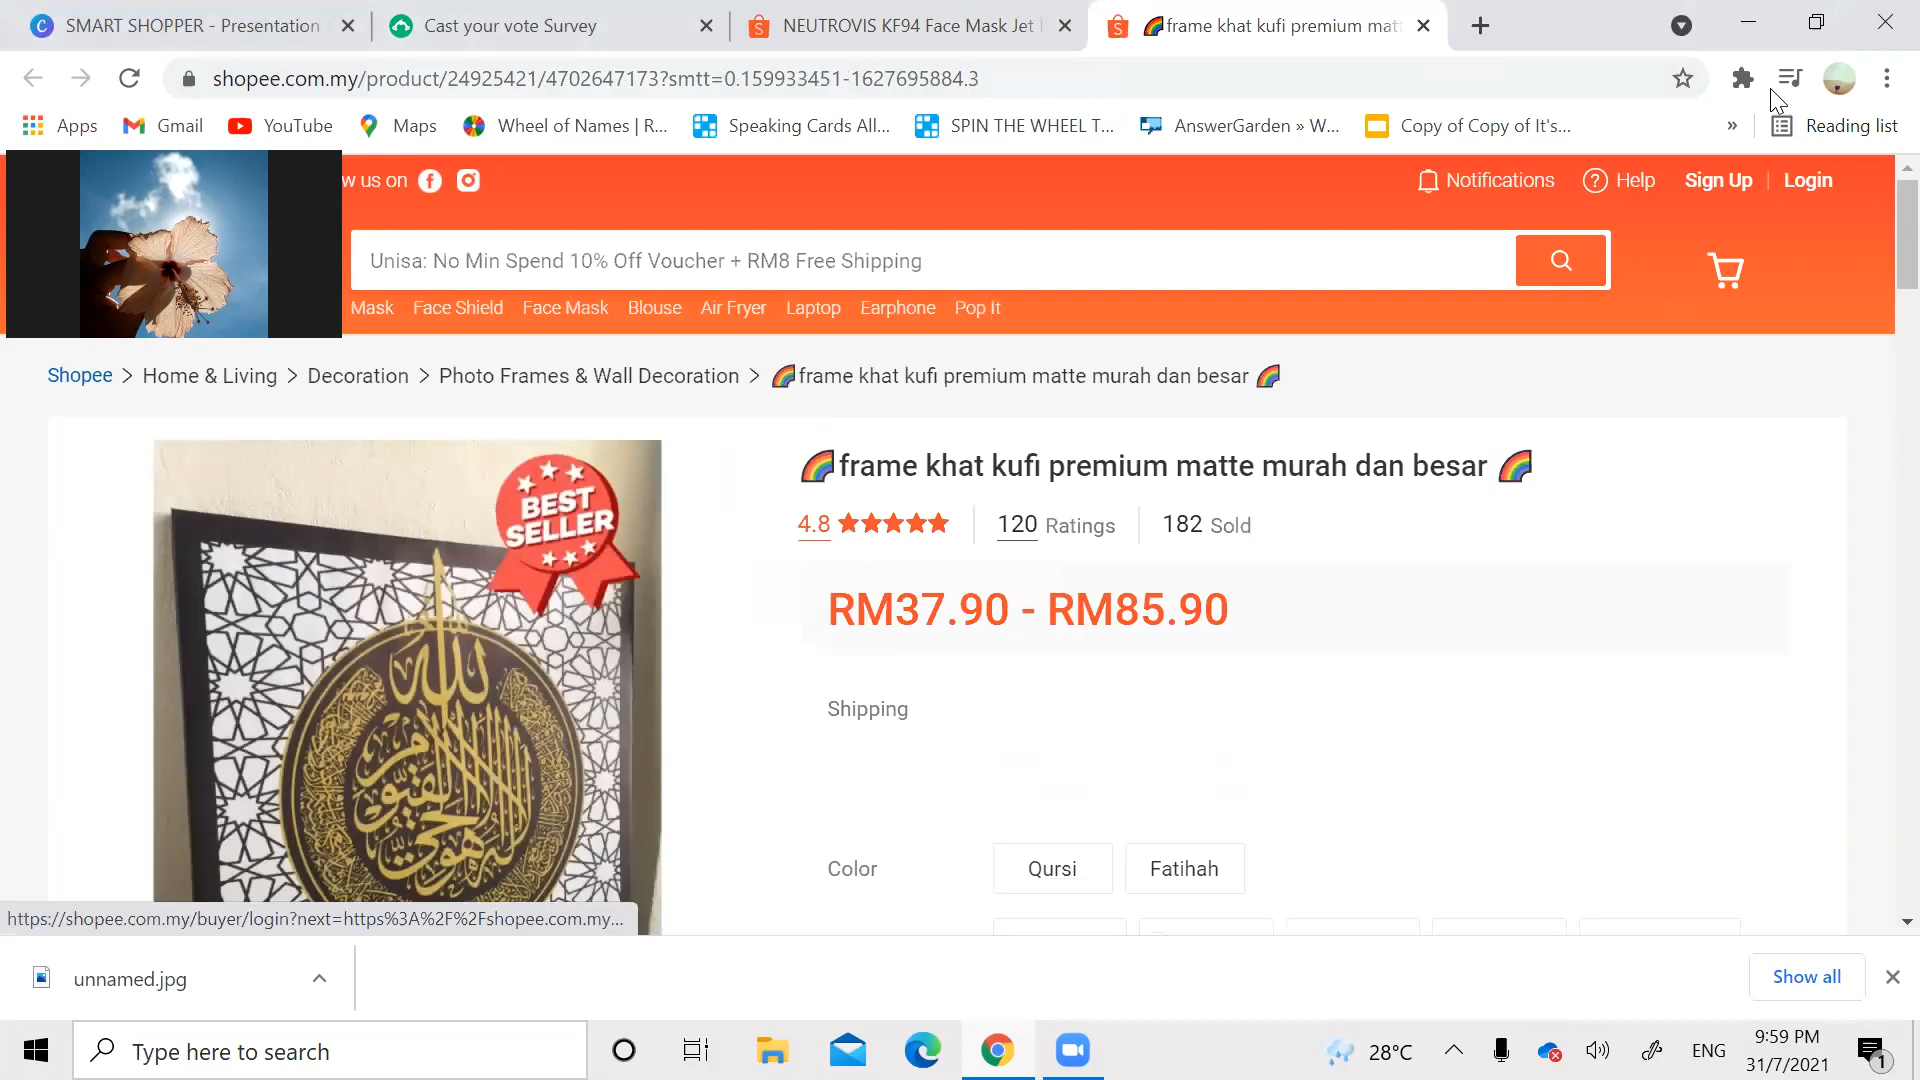 SMART SHOPPER - Presentation
Cast your vote Survey
NEUTROVIS KF94 Face Mask Jet
🌈frame khat kufi premium matt
shopee.com.my/product/24925421/4702647173?smtt=0.159933451-1627695884.3
Apps
Gmail
YouTube
Maps
Wheel of Names | R...
Speaking Cards All...
SPIN THE WHEEL T...
AnswerGarden » W...
Copy of Copy of It's...
»
Reading list
w us on
Notifications
Help
Sign Up
Login
Unisa: No Min Spend 10% Off Voucher + RM8 Free Shipping
Mask Face Shield Face Mask Blouse Air Fryer Laptop Earphone Pop It
Shopee > Home & Living > Decoration > Photo Frames & Wall Decoration > 🌈frame khat kufi premium matte murah dan besar 🌈
BEST
SELLER
🌈frame khat kufi premium matte murah dan besar 🌈
4.8
120 Ratings
182 Sold
RM37.90 - RM85.90
Shipping
Color
Qursi
Fatihah
الله
https://shopee.com.my/buyer/login?next=https%3A%2F%2Fshopee.com.my...
unnamed.jpg
Show all
Type here to search
28°C
ENG
9:59 PM
31/7/2021
1